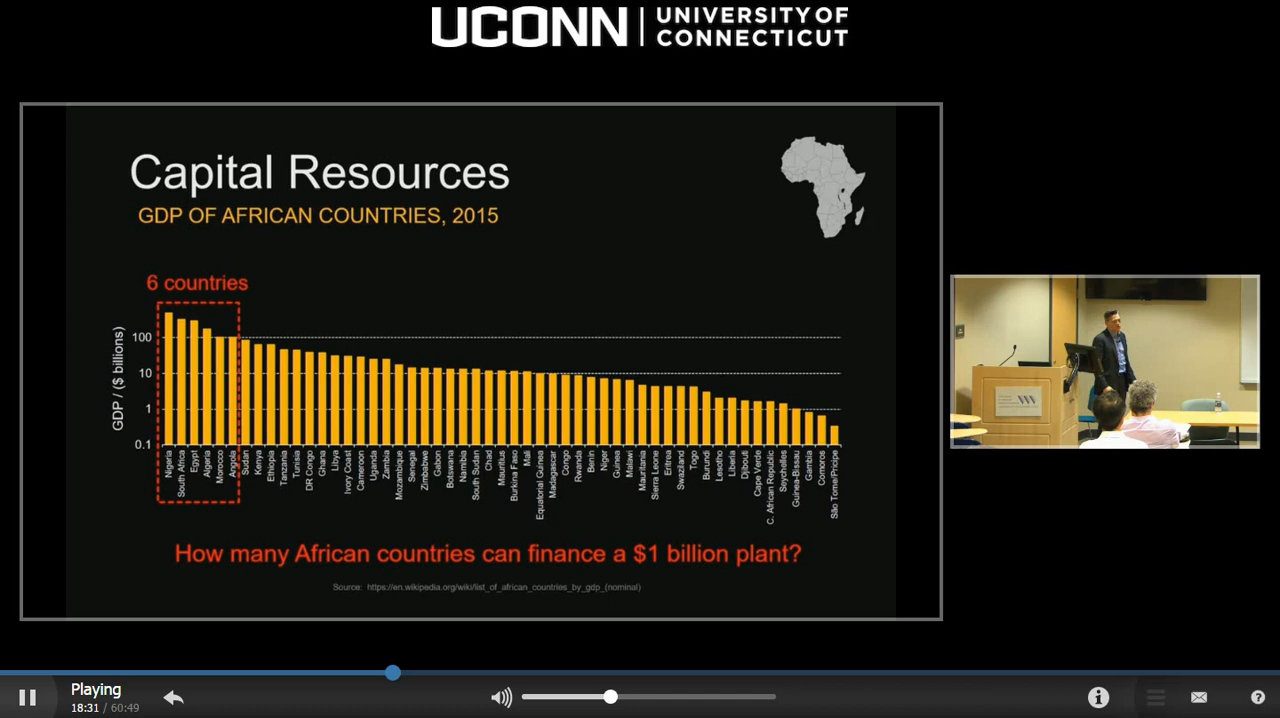 UCONN | UNIVERSITY OF CONNECTICUT
Capital Resources
GDP OF AFRICAN COUNTRIES, 2015
6 countries
GDP / ($ billions)
100
10
1
0.1
Nigeria
South Africa
Egypt
Algeria
Morocco
Angola
Sudan
Kenya
Ethiopia
Tanzania
Tunisia
DR Congo
Ghana
Libya
Ivory Coast
Cameroon
Uganda
Zambia
Mozambique
Senegal
Zimbabwe
Gabon
Botswana
Namibia
South Sudan
Chad
Mauritius
Burkina Faso
Mali
Equatorial Guinea
Madagascar
Congo
Rwanda
Benin
Niger
Guinea
Malawi
Mauritania
Sierra Leone
Eritrea
Swaziland
Togo
Burundi
Lesotho
Liberia
Djibouti
Cape Verde
C. African Republic
Seychelles
Guinea-Bissau
Gambia
Comoros
São Tome/Pricipe
How many African countries can finance a $1 billion plant?
Source: https://en.wikipedia.org/wiki/list_of_african_countries_by_gdp_(nominal)
Playing
18:31 / 60:49